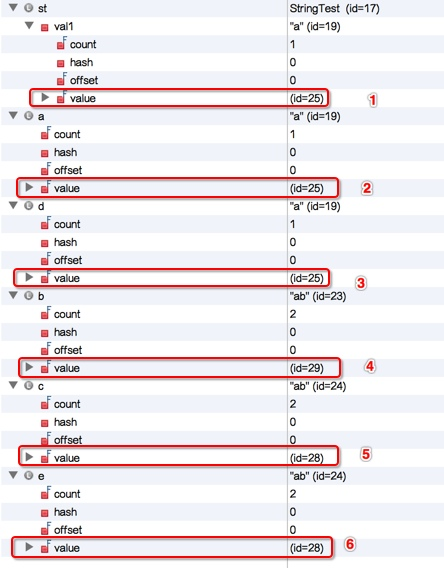 st StringTest (id=17)
val1 "a" (id=19)
F count 1
hash 0
F offset 0
F value (id=25) 1
a "a" (id=19)
F count 1
hash 0
F offset 0
F value (id=25) 2
d "a" (id=19)
F count 1
hash 0
F offset 0
F value (id=25) 3
b "ab" (id=23)
F count 2
hash 0
F offset 0
F value (id=29) 4
c "ab" (id=24)
F count 2
hash 0
F offset 0
F value (id=28) 5
e "ab" (id=24)
F count 2
hash 0
F offset 0
F value (id=28) 6